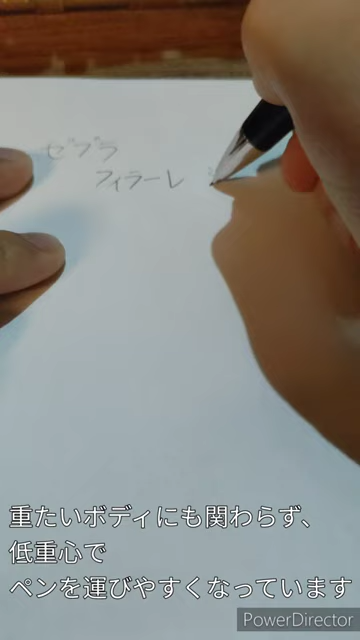 ゼブラ
フィラーレ
重たいボディにも関わらず、
低重心で
ペンを運びやすくなっています
PowerDirector